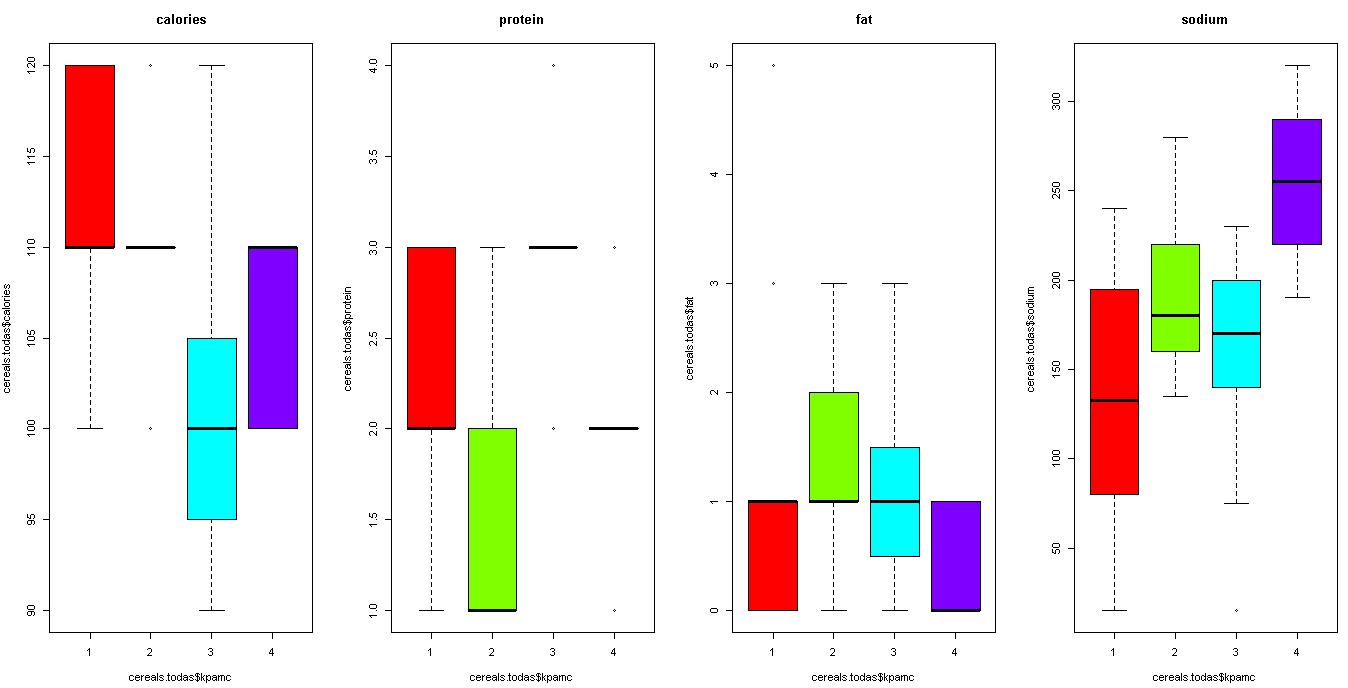 calories
cereals.todas$calories
120
115
110
105
100
95
90
1 2 3 4
cereals.todas$kpamc
protein
cereals.todas$protein
4.0
3.5
3.0
2.5
2.0
1.5
1.0
1 2 3 4
cereals.todas$kpamc
fat
cereals.todas$fat
5
4
3
2
1
0
1 2 3 4
cereals.todas$kpamc
sodium
cereals.todas$sodium
300
250
200
150
100
50
1 2 3 4
cereals.todas$kpamc